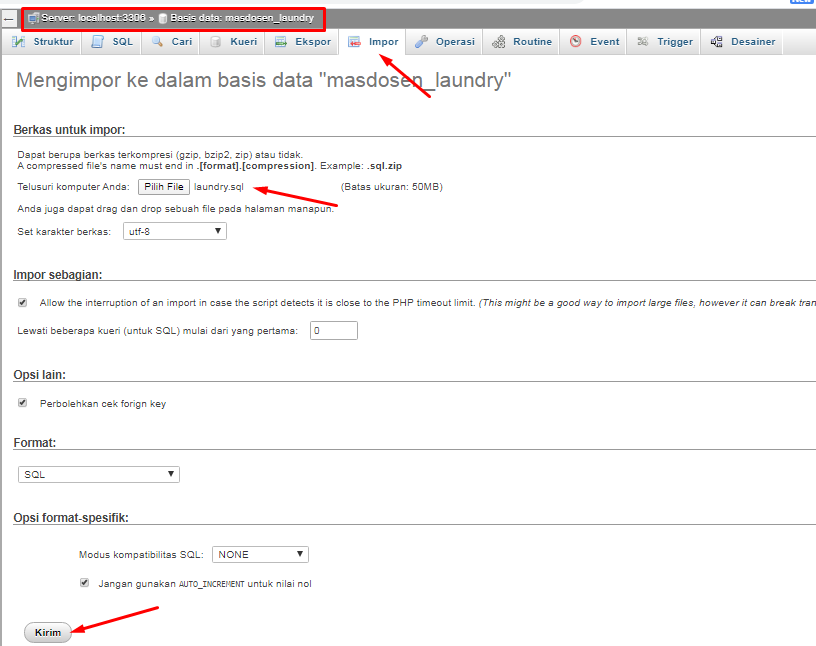 New
Server: localhost:3306 » Basis data: masdosen_laundry
Struktur SQL Cari Kueri Ekspor Impor Operasi Routine Event Trigger Desainer
Mengimpor ke dalam basis data "masdosen_laundry"
Berkas untuk impor:
Dapat berupa berkas terkompresi (gzip, bzip2, zip) atau tidak.
A compressed file's name must end in .[format].[compression]. Example: .sql.zip
Telusuri komputer Anda: Pilih File laundry.sql (Batas ukuran: 50MB)
Anda juga dapat drag dan drop sebuah file pada halaman manapun.
Set karakter berkas: utf-8
Impor sebagian:
Allow the interruption of an import in case the script detects it is close to the PHP timeout limit. (This might be a good way to import large files, however it can break tran
Lewati beberapa kueri (untuk SQL) mulai dari yang pertama: 0
Opsi lain:
Perbolehkan cek forign key
Format:
SQL
Opsi format-spesifik:
Modus kompatibilitas SQL: NONE
Jangan gunakan AUTO_INCREMENT untuk nilai nol
Kirim